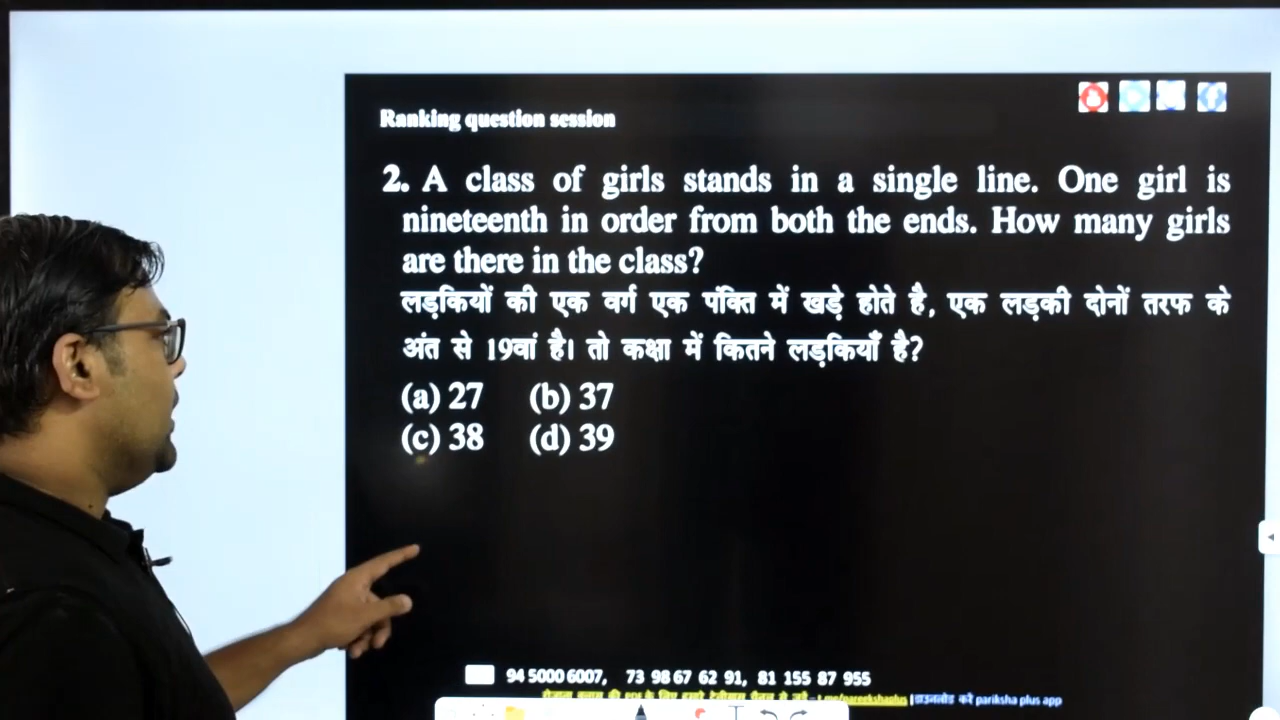 Ranking question session
2. A class of girls stands in a single line. One girl is
nineteenth in order from both the ends. How many girls
are there in the class?
लड़कियों की एक वर्ग एक पंक्ति में खड़े होते है, एक लड़की दोनों तरफ के
अंत से 19वां है। तो कक्षा में कितने लड़कियाँ है?
(a) 27 (b) 37
(c) 38 (d) 39
94 5000 6007, 73 98 67 62 91, 81 155 87 955
डाउनलोड करे pariksha plus app